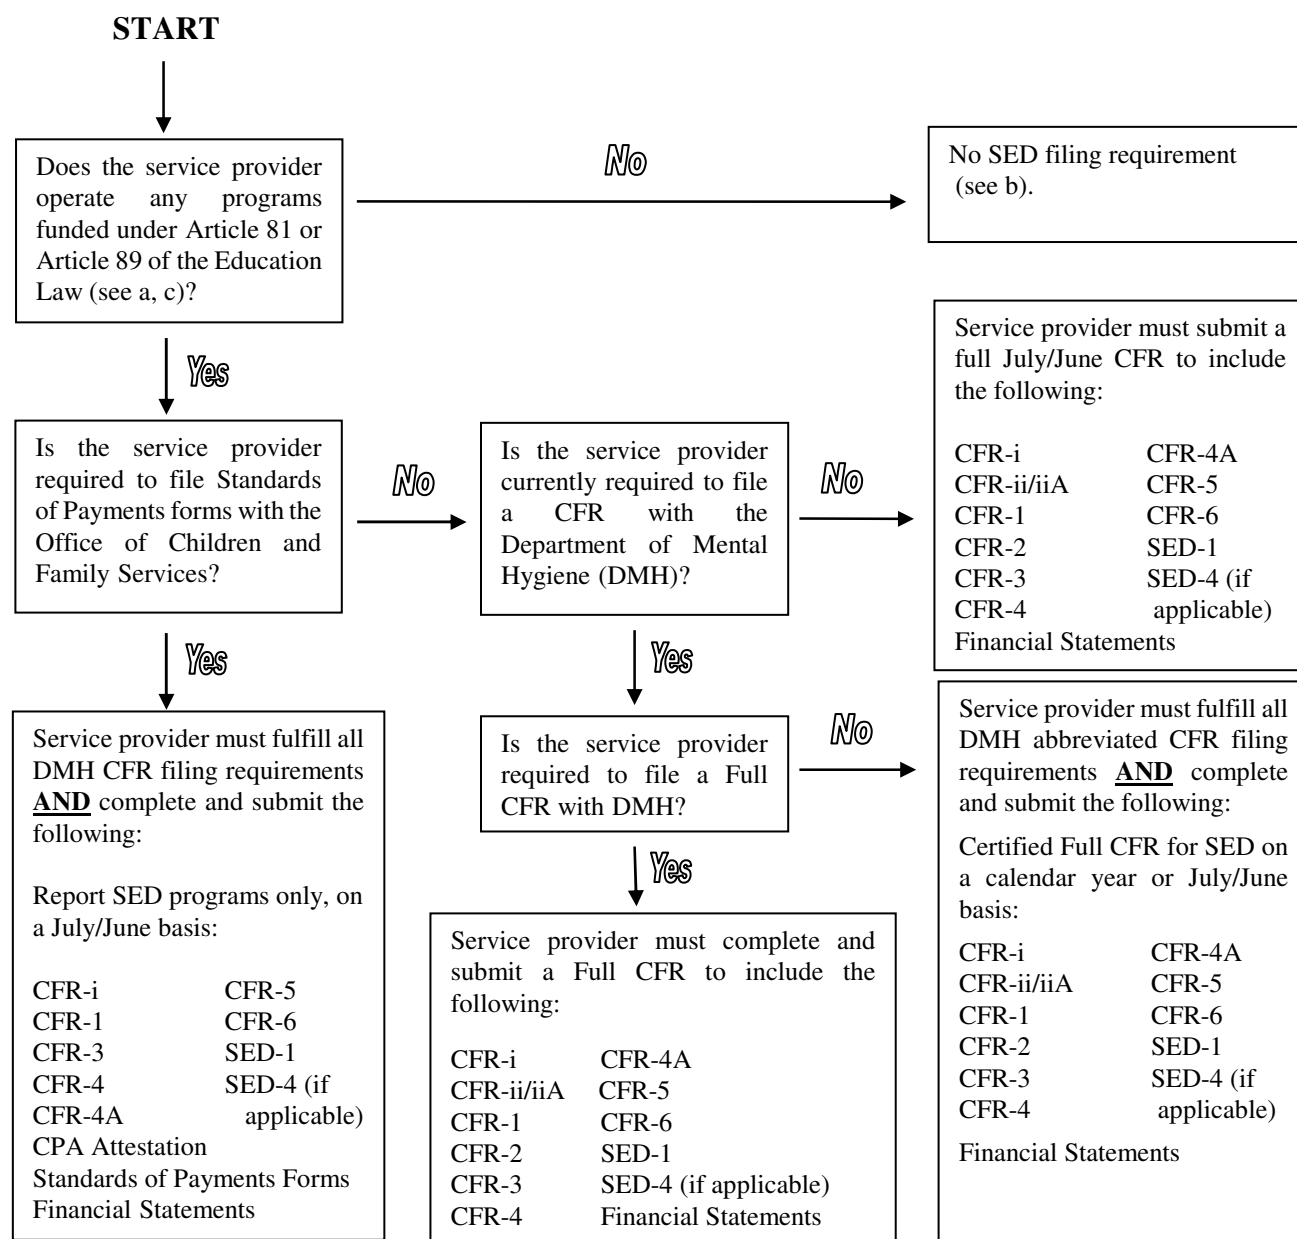 START
Does the service provider
operate any programs
funded under Article 81 or
Article 89 of the Education
Law (see a, c)?
No
No SED filing requirement
(see b).
Yes
Is the service provider
required to file Standards
of Payments forms with the
Office of Children and
Family Services?
No
Is the service provider
currently required to file
a CFR with the
Department of Mental
Hygiene (DMH)?
No
Service provider must submit a
full July/June CFR to include
the following:
CFR-i CFR-4A
CFR-ii/iiA CFR-5
CFR-1 CFR-6
CFR-2 SED-1
CFR-3 SED-4 (if
CFR-4 applicable)
Financial Statements
Yes
Service provider must fulfill all
DMH CFR filing requirements
AND complete and submit the
following:
Report SED programs only, on
a July/June basis:
CFR-i CFR-5
CFR-1 CFR-6
CFR-3 SED-1
CFR-4 SED-4 (if
CFR-4A applicable)
CPA Attestation
Standards of Payments Forms
Financial Statements
Yes
Is the service provider
required to file a Full
CFR with DMH?
No
Service provider must fulfill all
DMH abbreviated CFR filing
requirements AND complete
and submit the following:
Certified Full CFR for SED on
a calendar year or July/June
basis:
CFR-i CFR-4A
CFR-ii/iiA CFR-5
CFR-1 CFR-6
CFR-2 SED-1
CFR-3 SED-4 (if
CFR-4 applicable)
Financial Statements
Yes
Service provider must complete and
submit a Full CFR to include the
following:
CFR-i CFR-4A
CFR-ii/iiA CFR-5
CFR-1 CFR-6
CFR-2 SED-1
CFR-3 SED-4 (if applicable)
CFR-4 Financial Statements